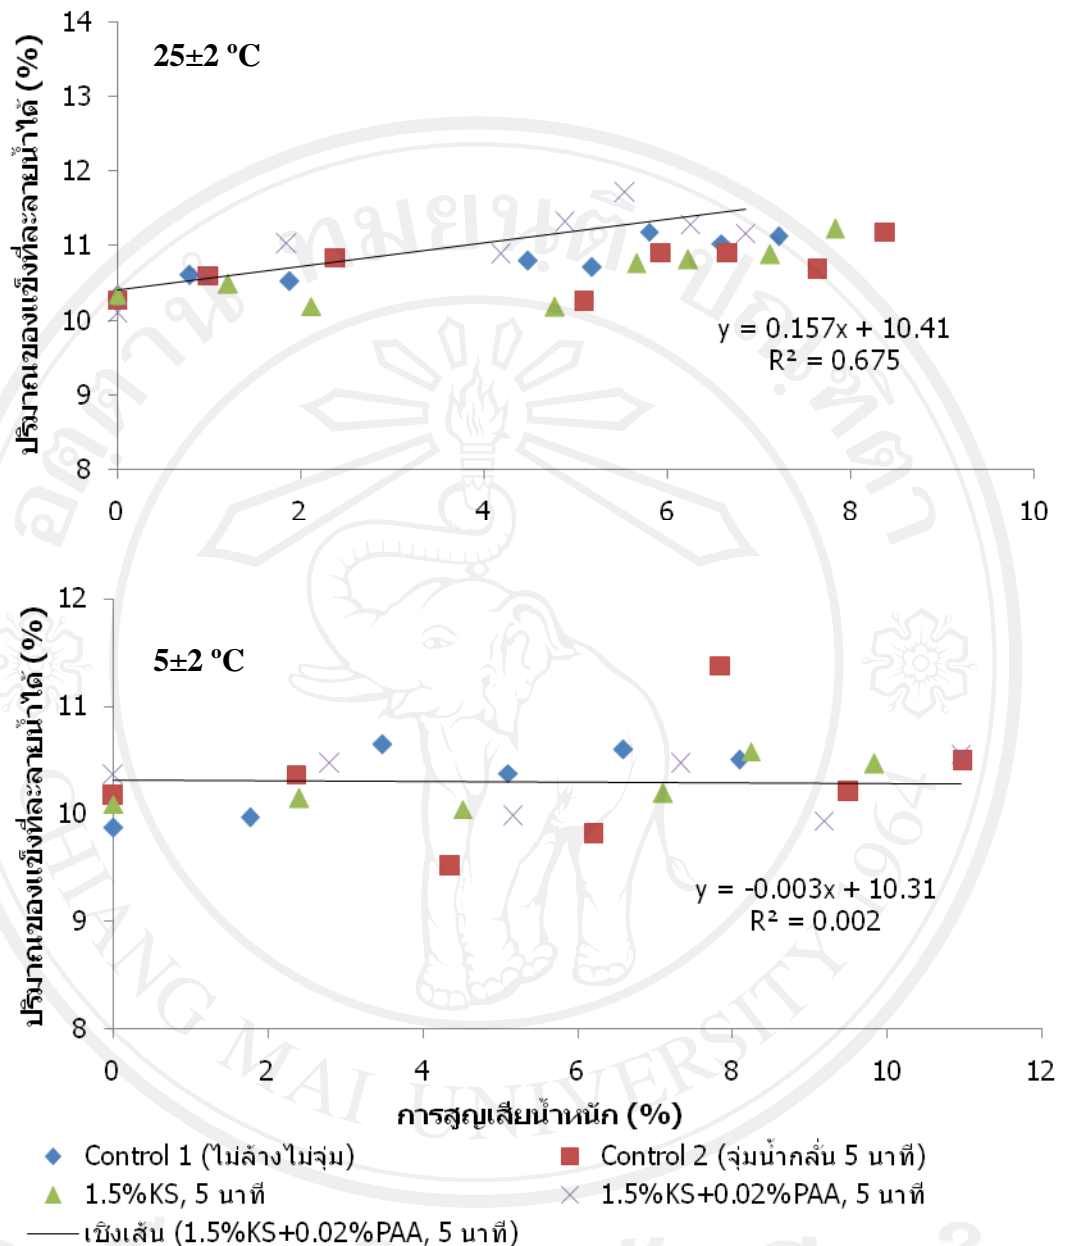 14
13
12
11
10
9
8
25±2 ºC
ปริมาณของแข็งที่ละลายน้ำได้ (%)
y = 0.157x + 10.41
R² = 0.675
0 2 4 6 8 10
12
11
10
9
8
5±2 ºC
ปริมาณของแข็งที่ละลายน้ำได้ (%)
y = -0.003x + 10.31
R² = 0.002
0 2 4 6 8 10 12
การสูญเสียน้ำหนัก (%)
Control 1 (ไม่ล้างไม่จุ่ม)
Control 2 (จุ่มน้ำกลั่น 5 นาที)
1.5%KS, 5 นาที
1.5%KS+0.02%PAA, 5 นาที
เชิงเส้น (1.5%KS+0.02%PAA, 5 นาที)
CHIANG MAI UNIVERSITY 1964